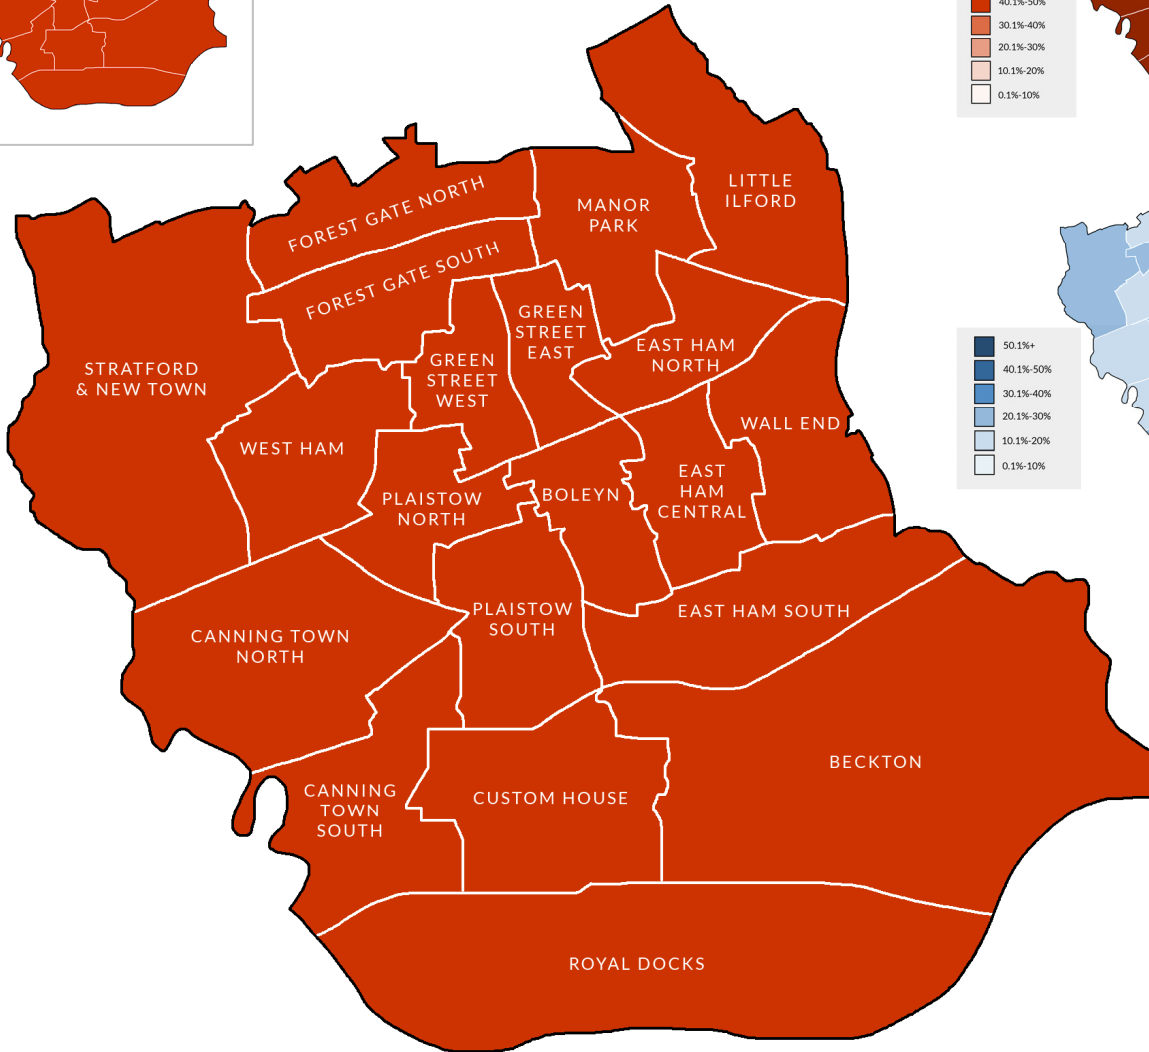 40.1%-50%
30.1%-40%
20.1%-30%
10.1%-20%
0.1%-10%
FOREST GATE NORTH
FOREST GATE SOUTH
MANOR
PARK
LITTLE
ILFORD
GREEN
STREET
EAST
EAST HAM
NORTH
GREEN
STREET
WEST
STRATFORD
& NEW TOWN
WEST HAM
WALL END
PLAISTOW
NORTH
BOLEYN
EAST
HAM
CENTRAL
50.1%+
40.1%-50%
30.1%-40%
20.1%-30%
10.1%-20%
0.1%-10%
CANNING TOWN
NORTH
PLAISTOW
SOUTH
EAST HAM SOUTH
CANNING
TOWN
SOUTH
CUSTOM HOUSE
BECKTON
ROYAL DOCKS